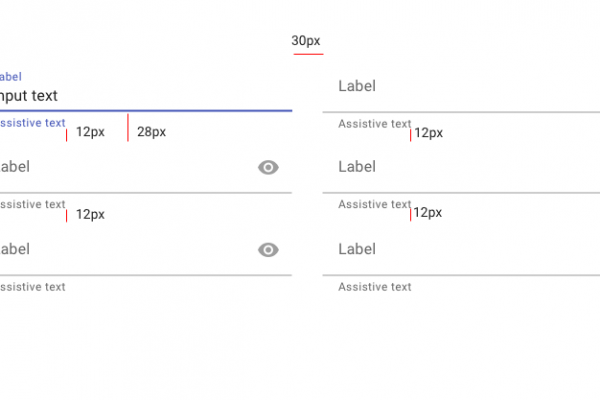 30px
abel
nput text
Label
ssistive text
Assistive text
12px
28px
12px
abel
Label
ssistive text
Assistive text
12px
12px
abel
Label
ssistive text
Assistive text